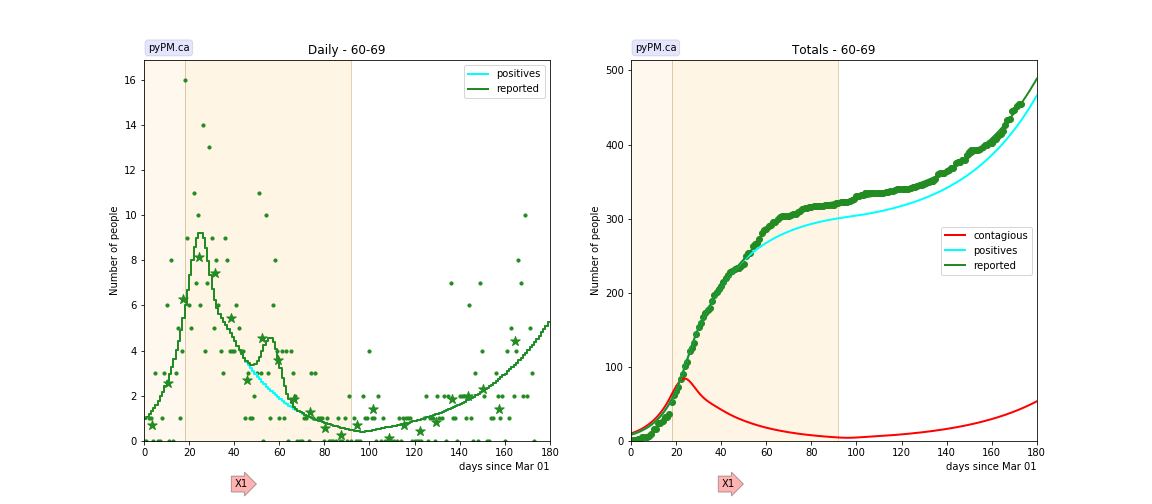 pyPM.ca
Daily - 60-69
positives
reported
Number of people
16
14
12
10
8
6
4
2
0
0 20 40 60 80 100 120 140 160 180
days since Mar 01
X1
pyPM.ca
Totals - 60-69
contagious
positives
reported
Number of people
500
400
300
200
100
0
0 20 40 60 80 100 120 140 160 180
days since Mar 01
X1